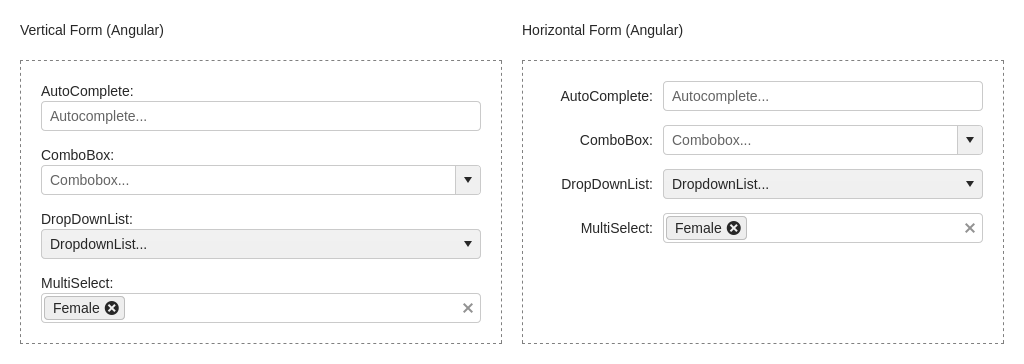 Vertical Form (Angular)
AutoComplete:
Autocomplete...
ComboBox:
Combobox...
DropDownList:
DropdownList...
MultiSelect:
Female
Horizontal Form (Angular)
AutoComplete: Autocomplete...
ComboBox: Combobox...
DropDownList: DropdownList...
MultiSelect: Female